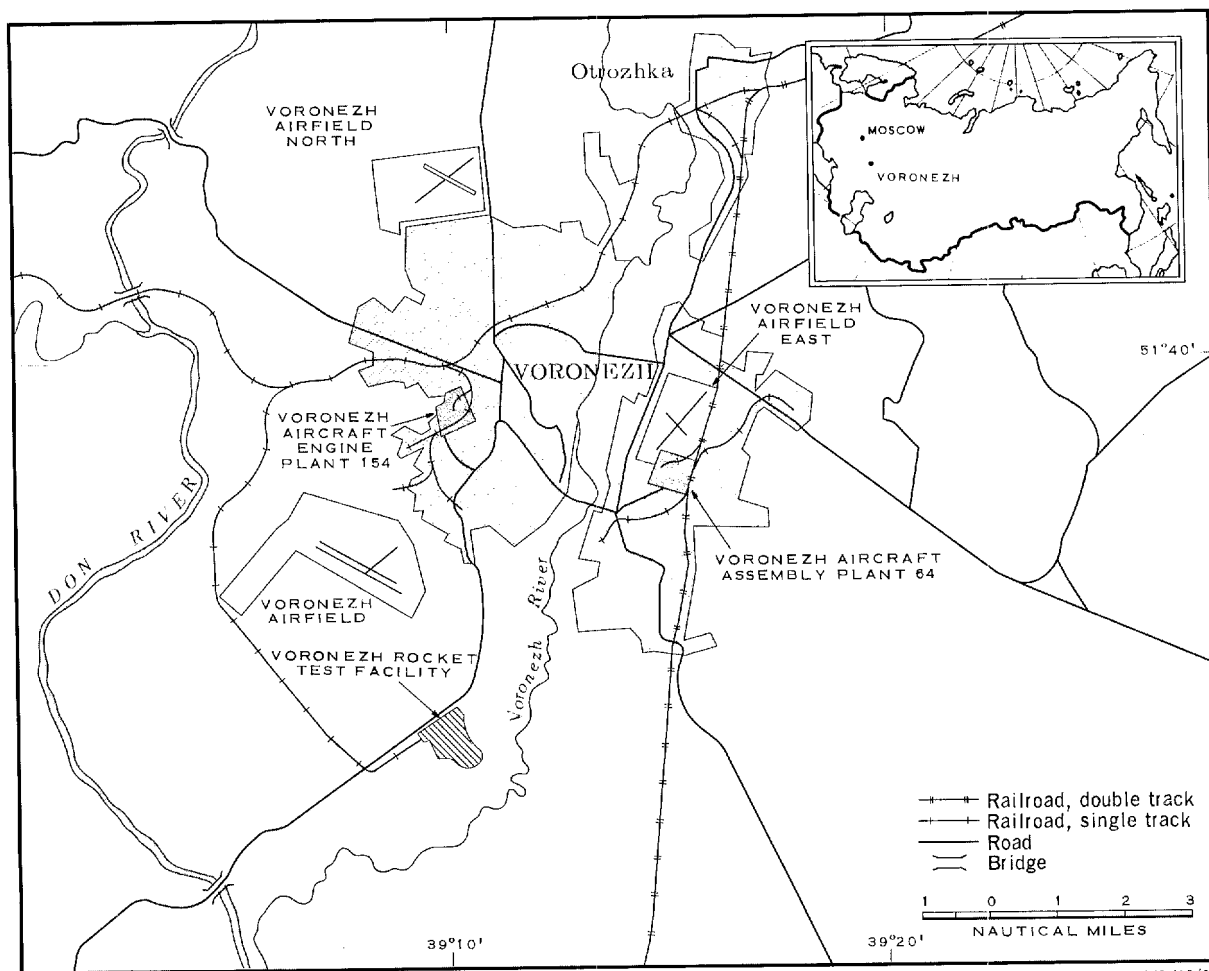 Otrozhka
VORONEZH
AIRFIELD
NORTH
MOSCOW
VORONEZH
VORONEZH
AIRFIELD
EAST
51°40'
VORONEZH
VORONEZH
AIRCRAFT
ENGINE
PLANT 154
DON RIVER
VORONEZH AIRCRAFT
ASSEMBLY PLANT 64
VORONEZH
AIRFIELD
Voronezh River
VORONEZH ROCKET
TEST FACILITY
Railroad, double track
Railroad, single track
Road
Bridge
1 0 1 2 3
NAUTICAL MILES
39°10'
39°20'